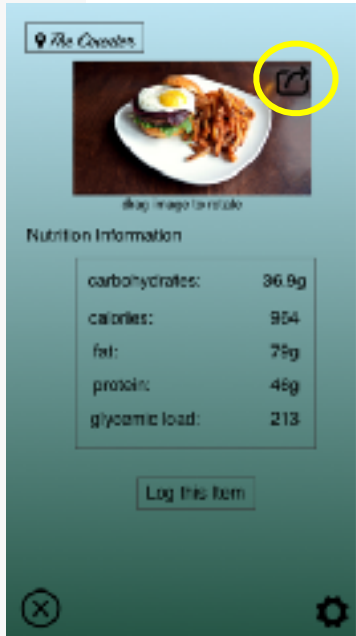 The Counter
drag image to rotate
Nutrition Information
carbohydrates: 36.9g
calories: 964
fat: 79g
protein: 46g
glycemic load: 213
Log this Item